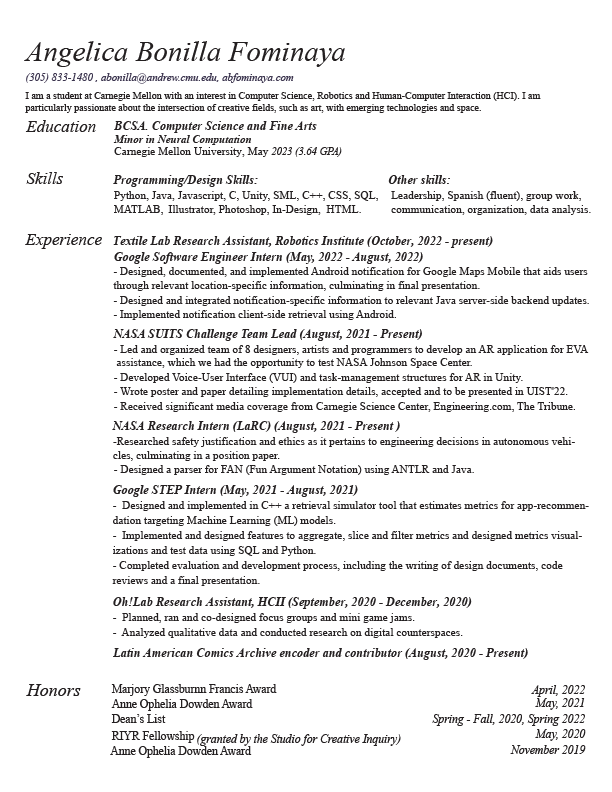 Angelica Bonilla Fominaya
(305) 833-1480 , abonilla@andrew.cmu.edu, abfominaya.com
I am a student at Carnegie Mellon with an interest in Computer Science, Robotics and Human-Computer Interaction (HCI). I am
particularly passionate about the intersection of creative fields, such as art, with emerging technologies and space.
Education
BCSA. Computer Science and Fine Arts
Minor in Neural Computation
Carnegie Mellon University, May 2023 (3.64 GPA)
Skills
Programming/Design Skills:
Python, Java, Javascript, C, Unity, SML, C++, CSS, SQL,
MATLAB, Illustrator, Photoshop, In-Design, HTML.
Other skills:
Leadership, Spanish (fluent), group work,
communication, organization, data analysis.
Experience
Textile Lab Research Assistant, Robotics Institute (October, 2022 - present)
Google Software Engineer Intern (May, 2022 - August, 2022)
- Designed, documented, and implemented Android notification for Google Maps Mobile that aids users
through relevant location-specific information, culminating in final presentation.
- Designed and integrated notification-specific information to relevant Java server-side backend updates.
- Implemented notification client-side retrieval using Android.
NASA SUITS Challenge Team Lead (August, 2021 - Present)
- Led and organized team of 8 designers, artists and programmers to develop an AR application for EVA
assistance, which we had the opportunity to test NASA Johnson Space Center.
- Developed Voice-User Interface (VUI) and task-management structures for AR in Unity.
- Wrote poster and paper detailing implementation details, accepted and to be presented in UIST'22.
- Received significant media coverage from Carnegie Science Center, Engineering.com, The Tribune.
NASA Research Intern (LaRC) (August, 2021 - Present )
-Researched safety justification and ethics as it pertains to engineering decisions in autonomous vehi-
cles, culminating in a position paper.
- Designed a parser for FAN (Fun Argument Notation) using ANTLR and Java.
Google STEP Intern (May, 2021 - August, 2021)
- Designed and implemented in C++ a retrieval simulator tool that estimates metrics for app-recommen-
dation targeting Machine Learning (ML) models.
- Implemented and designed features to aggregate, slice and filter metrics and designed metrics visual-
izations and test data using SQL and Python.
- Completed evaluation and development process, including the writing of design documents, code
reviews and a final presentation.
Oh!Lab Research Assistant, HCII (September, 2020 - December, 2020)
- Planned, ran and co-designed focus groups and mini game jams.
- Analyzed qualitative data and conducted research on digital counterspaces.
Latin American Comics Archive encoder and contributor (August, 2020 - Present)
Honors
Marjory Glassburnn Francis Award April, 2022
Anne Ophelia Dowden Award May, 2021
Dean's List Spring - Fall, 2020, Spring 2022
RIYR Fellowship (granted by the Studio for Creative Inquiry) May, 2020
Anne Ophelia Dowden Award November 2019